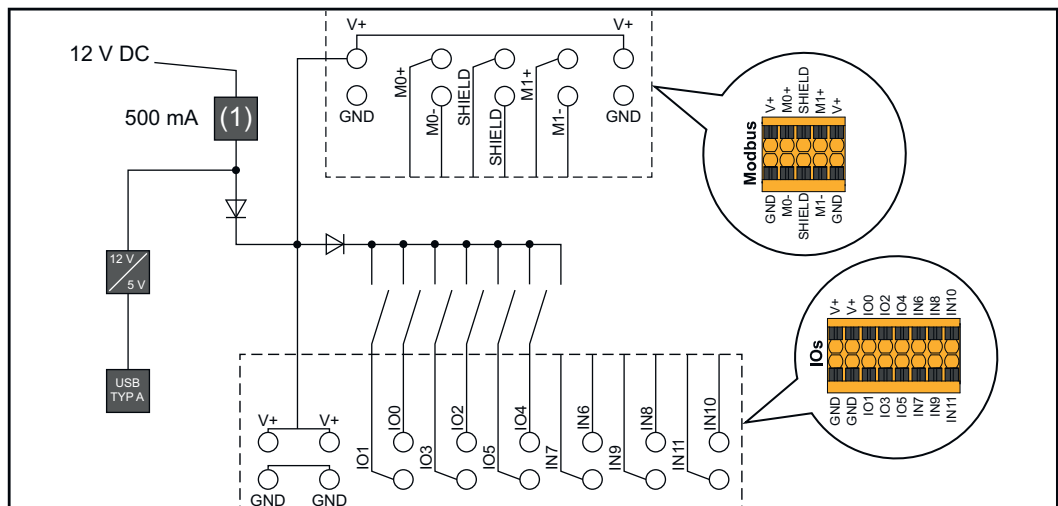 V+ V+
12 V DC
500 mA (1)
M0+ SHIELD M1+
GND M0- SHIELD M1- GND
Modbus
V+ M0+ SHIELD M1+ V+
GND M0- SHIELD M1- GND
12 V
5 V
USB
TYP A
V+ V+
IO1 IO0 IO3 IO2 IO5 IO4 IN7 IN6 IN9 IN8 IN11 IN10
GND GND
IOs
V+ V+ IO0 IO2 IO4 IN6 IN8 IN10
GND GND IO1 IO3 IO5 IN7 IN9 IN11